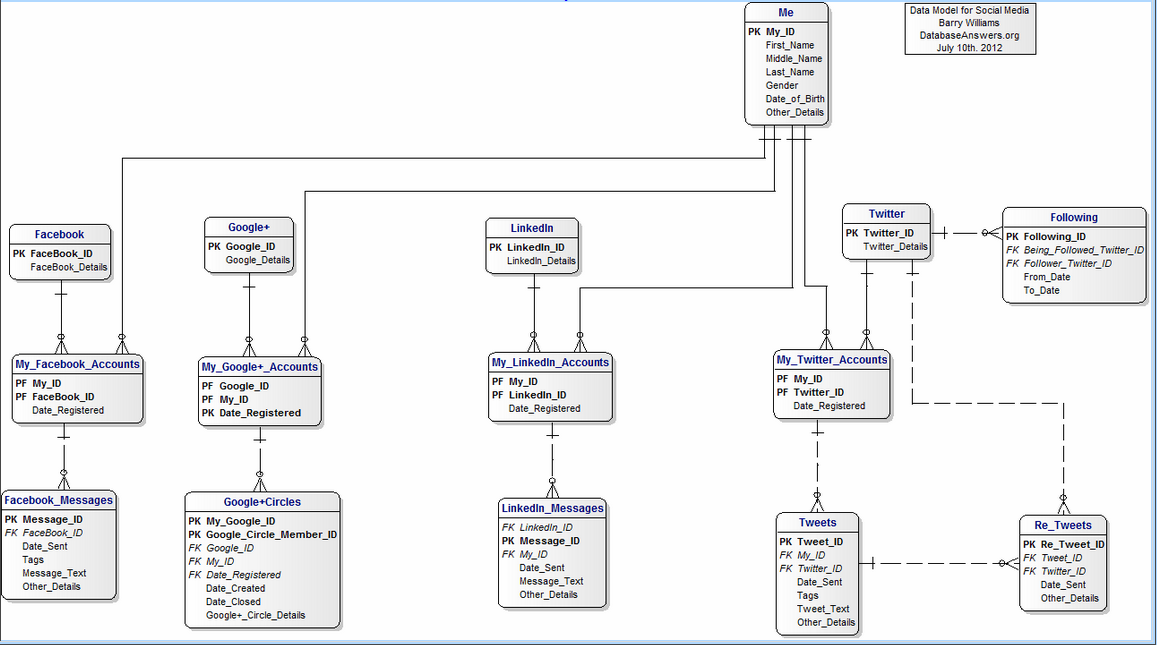 Me
PK My_ID
First_Name
Middle_Name
Last_Name
Gender
Date_of_Birth
Other_Details
Data Model for Social Media
Barry Williams
DatabaseAnswers.org
July 10th. 2012
Facebook
PK FaceBook_ID
FaceBook_Details
Google+
PK Google_ID
Google_Details
LinkedIn
PK LinkedIn_ID
LinkedIn_Details
Twitter
PK Twitter_ID
Twitter_Details
Following
PK Following_ID
FK Being_Followed_Twitter_ID
FK Follower_Twitter_ID
From_Date
To_Date
My_Facebook_Accounts
PF My_ID
PF FaceBook_ID
Date_Registered
My_Google+_Accounts
PF Google_ID
PF My_ID
PK Date_Registered
My_LinkedIn_Accounts
PF My_ID
PF LinkedIn_ID
Date_Registered
My_Twitter_Accounts
PF My_ID
PF Twitter_ID
Date_Registered
Facebook_Messages
PK Message_ID
FK FaceBook_ID
Date_Sent
Tags
Message_Text
Other_Details
Google+Circles
PK My_Google_ID
PK Google_Circle_Member_ID
FK Google_ID
FK My_ID
FK Date_Registered
Date_Created
Date_Closed
Google+_Circle_Details
LinkedIn_Messages
FK LinkedIn_ID
PK Message_ID
FK My_ID
Date_Sent
Message_Text
Other_Details
Tweets
PK Tweet_ID
FK My_ID
FK Twitter_ID
Date_Sent
Tags
Tweet_Text
Other_Details
Re_Tweets
PK Re_Tweet_ID
FK Tweet_ID
FK Twitter_ID
Date_Sent
Other_Details